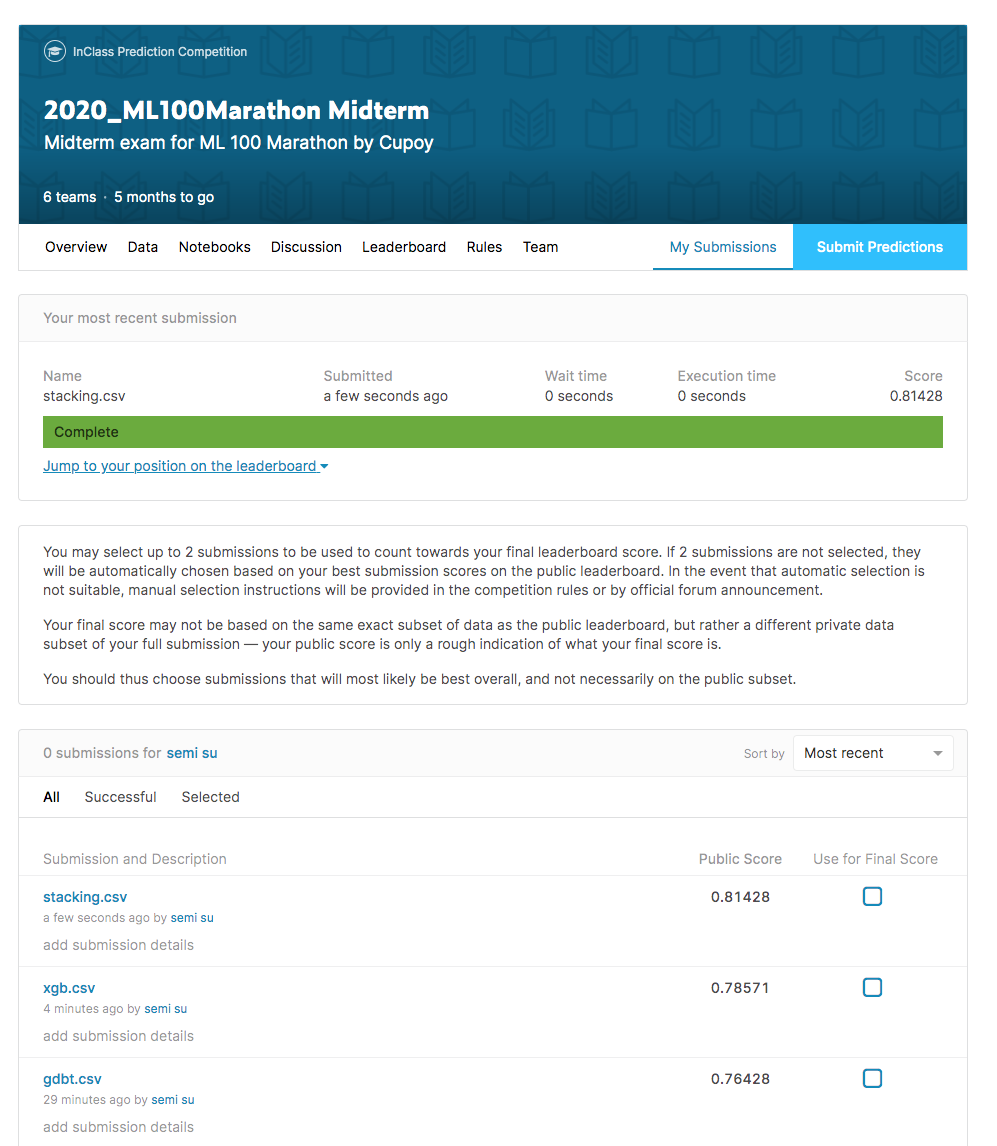 InClass Prediction Competition
2020_ML100Marathon Midterm
Midterm exam for ML 100 Marathon by Cupoy
6 teams · 5 months to go
Overview Data Notebooks Discussion Leaderboard Rules Team My Submissions Submit Predictions
Your most recent submission
Name Submitted Wait time Execution time Score
stacking.csv a few seconds ago 0 seconds 0 seconds 0.81428
Complete
Jump to your position on the leaderboard
You may select up to 2 submissions to be used to count towards your final leaderboard score. If 2 submissions are not selected, they
will be automatically chosen based on your best submission scores on the public leaderboard. In the event that automatic selection is
not suitable, manual selection instructions will be provided in the competition rules or by official forum announcement.
Your final score may not be based on the same exact subset of data as the public leaderboard, but rather a different private data
subset of your full submission — your public score is only a rough indication of what your final score is.
You should thus choose submissions that will most likely be best overall, and not necessarily on the public subset.
0 submissions for semi su Sort by Most recent
All Successful Selected
Submission and Description Public Score Use for Final Score
stacking.csv 0.81428
a few seconds ago by semi su
add submission details
xgb.csv 0.78571
4 minutes ago by semi su
add submission details
gdbt.csv 0.76428
29 minutes ago by semi su
add submission details